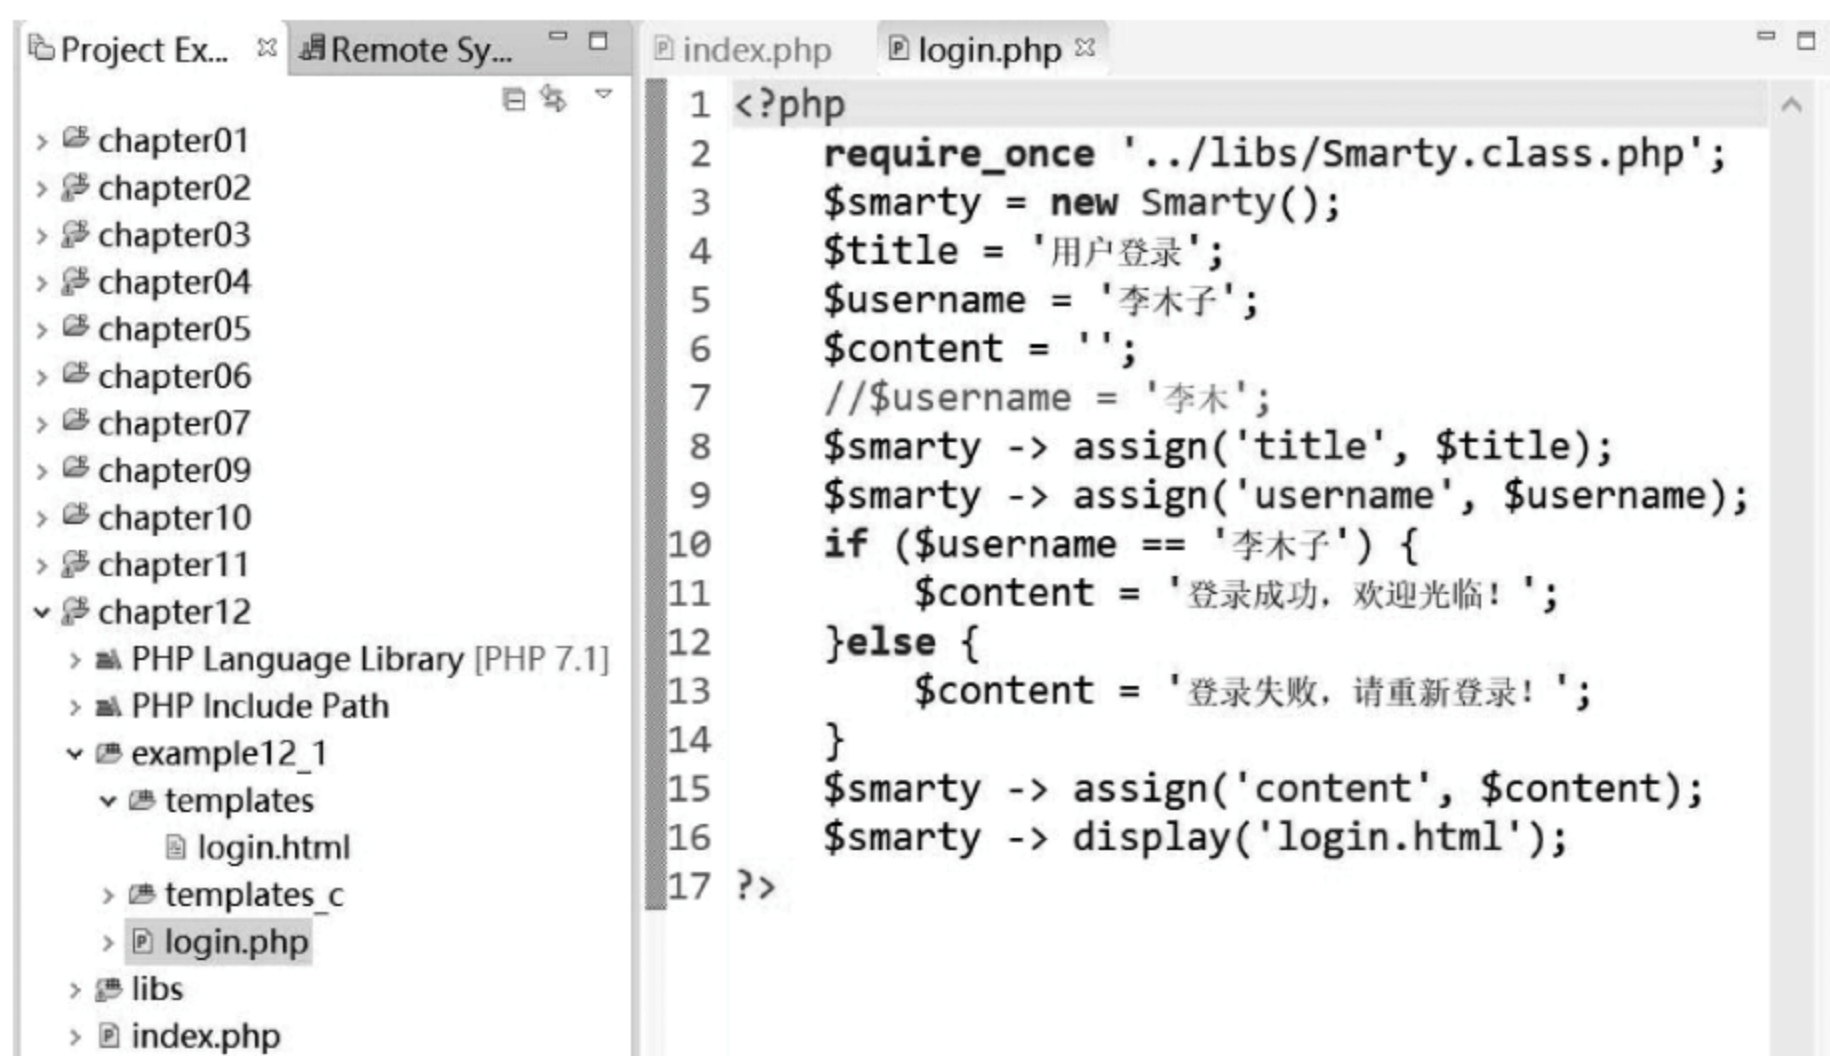 Project Ex...
Remote Sy...
chapter01
chapter02
chapter03
chapter04
chapter05
chapter06
chapter07
chapter09
chapter10
chapter11
chapter12
PHP Language Library [PHP 7.1]
PHP Include Path
example12_1
templates
login.html
templates_c
login.php
libs
index.php
index.php
login.php
1 <?php
2 require_once '../libs/Smarty.class.php';
3 $smarty = new Smarty();
4 $title = '用户登录';
5 $username = '李木子';
6 $content = '';
7 //$username = '李木';
8 $smarty -> assign('title', $title);
9 $smarty -> assign('username', $username);
10 if ($username == '李木子') {
11 $content = '登录成功，欢迎光临！';
12 }else {
13 $content = '登录失败，请重新登录！';
14 }
15 $smarty -> assign('content', $content);
16 $smarty -> display('login.html');
17 ?>